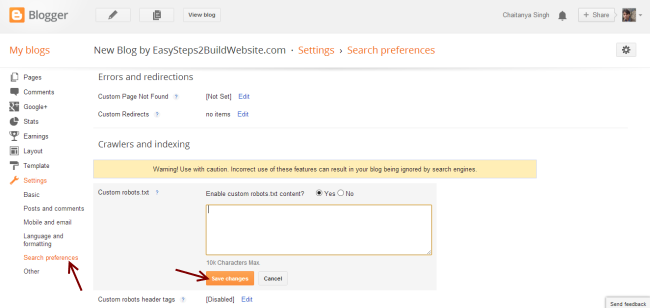 Blogger
View blog
Chaitanya Singh
+ Share
My blogs
New Blog by EasySteps2BuildWebsite.com · Settings › Search preferences
Pages
Comments
Google+
Stats
Earnings
Layout
Template
Settings
Basic
Posts and comments
Mobile and email
Language and
formatting
Search preferences
Other
Errors and redirections
Custom Page Not Found ? [Not Set] Edit
Custom Redirects ? no items Edit
Crawlers and indexing
Warning! Use with caution. Incorrect use of these features can result in your blog being ignored by search engines.
Custom robots.txt ? Enable custom robots.txt content? Yes No
10k Characters Max.
Save changes Cancel
Custom robots header tags ? [Disabled] Edit
Send feedback